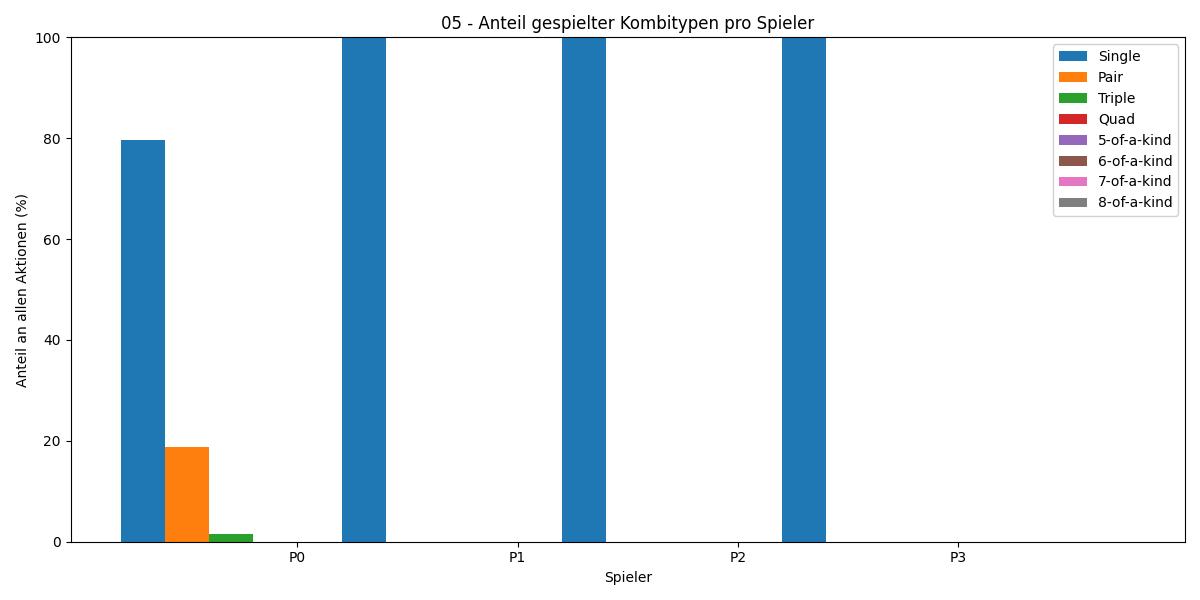 05 - Anteil gespielter Kombitypen pro Spieler
Anteil an allen Aktionen (%)
100
80
60
40
20
0
Single
Pair
Triple
Quad
5-of-a-kind
6-of-a-kind
7-of-a-kind
8-of-a-kind
P0 P1 P2 P3
Spieler